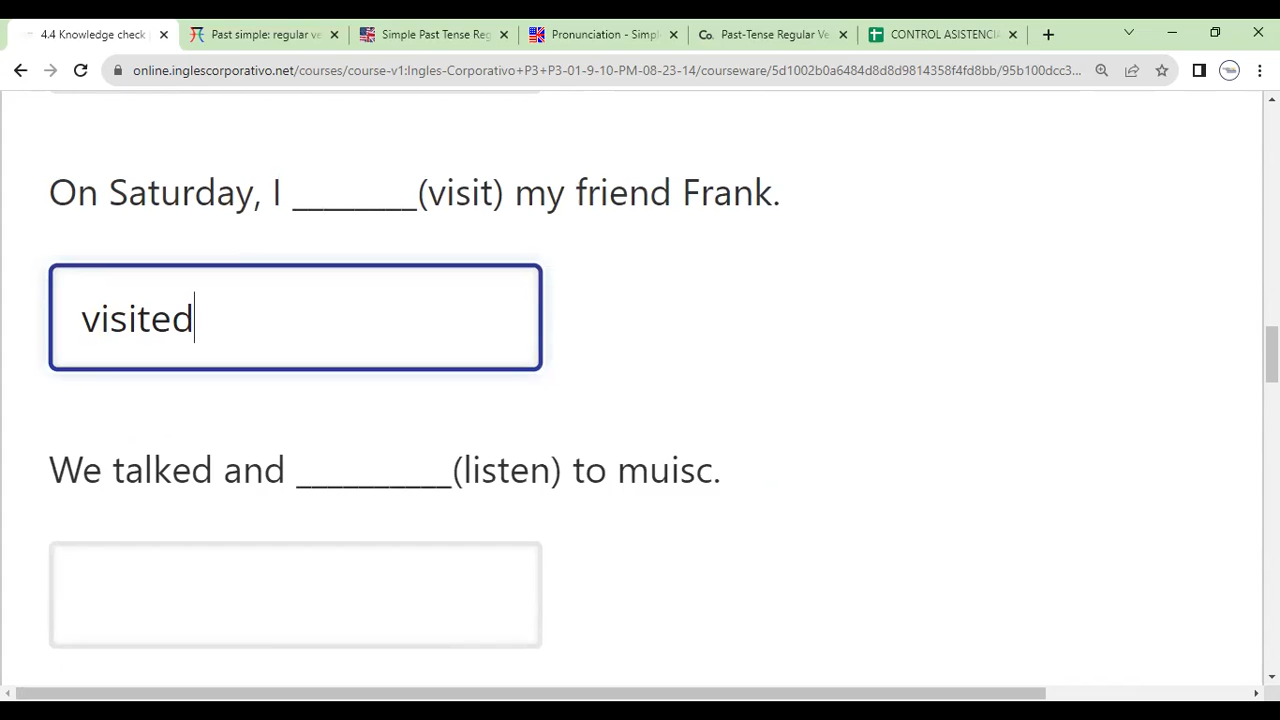 4.4 Knowledge check
Past simple: regular ve
Simple Past Tense Reg
Pronunciation - Simpl
Past-Tense Regular Ve
CONTROL ASISTENCIA
online.inglescorporativo.net/courses/course-v1:Ingles-Corporativo+P3+P3-01-9-10-PM-08-23-14/courseware/5d1002b0a6484d8d8d9814358f4fd8bb/95b100dcc3...
On Saturday, I ________(visit) my friend Frank.
visited
We talked and __________(listen) to muisc.